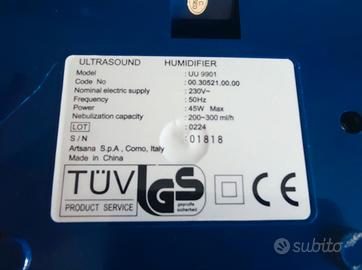 ULTRASOUND HUMIDIFIER
Model : UU 9901
Code No : 00.30521.00.00
Nominal electric supply : 230V~
Frequency : 50Hz
Power : 45W Max
Nebulization capacity : 200~300 ml/h
LOT : 0224
S / N : 01818
Artsana S.p.A , Como, Italy
Made in China
TÜV
PRODUCT SERVICE
GS
geprüfte
sicherheit
CE
subito